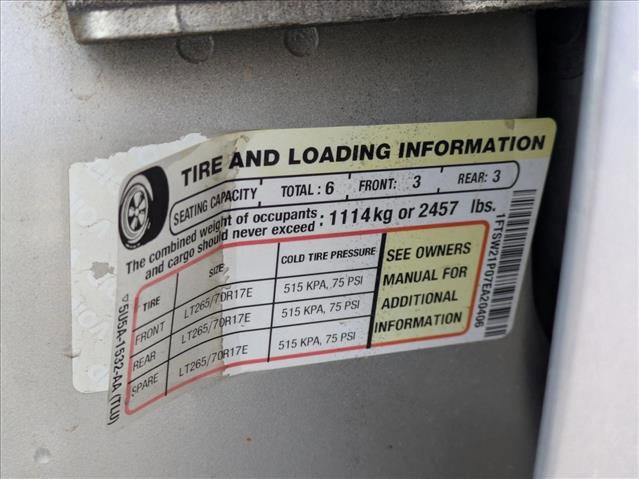 TIRE AND LOADING INFORMATION
SEATING CAPACITY TOTAL : 6 FRONT: 3 REAR: 3
The combined weight of occupants
and cargo should never exceed : 1114kg or 2457 lbs.
TIRE SIZE COLD TIRE PRESSURE
FRONT LT265/70R17E 515 KPA, 75 PSI
REAR LT265/70R17E 515 KPA, 75 PSI
SPARE LT265/70R17E 515 KPA, 75 PSI
SEE OWNERS
MANUAL FOR
ADDITIONAL
INFORMATION
▽5U5A-1532-AA (TLU)
1FTSW21P07EA20406